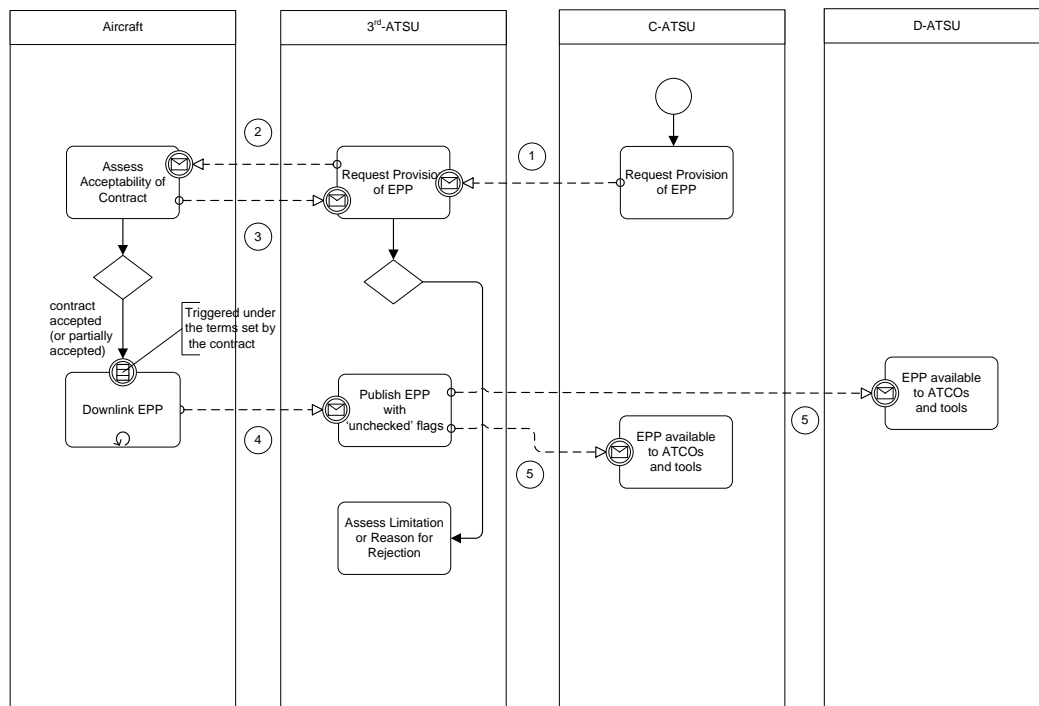 Aircraft
3rd-ATSU
C-ATSU
D-ATSU
2
1
Assess
Acceptability of
Contract
Request Provision
of EPP
Request Provision
of EPP
3
contract
accepted
(or partially
accepted)
Triggered under
the terms set by
the contract
Downlink EPP
4
Publish EPP
with
'unchecked' flags
5
EPP available
to ATCOs
and tools
5
EPP available
to ATCOs
and tools
Assess Limitation
or Reason for
Rejection